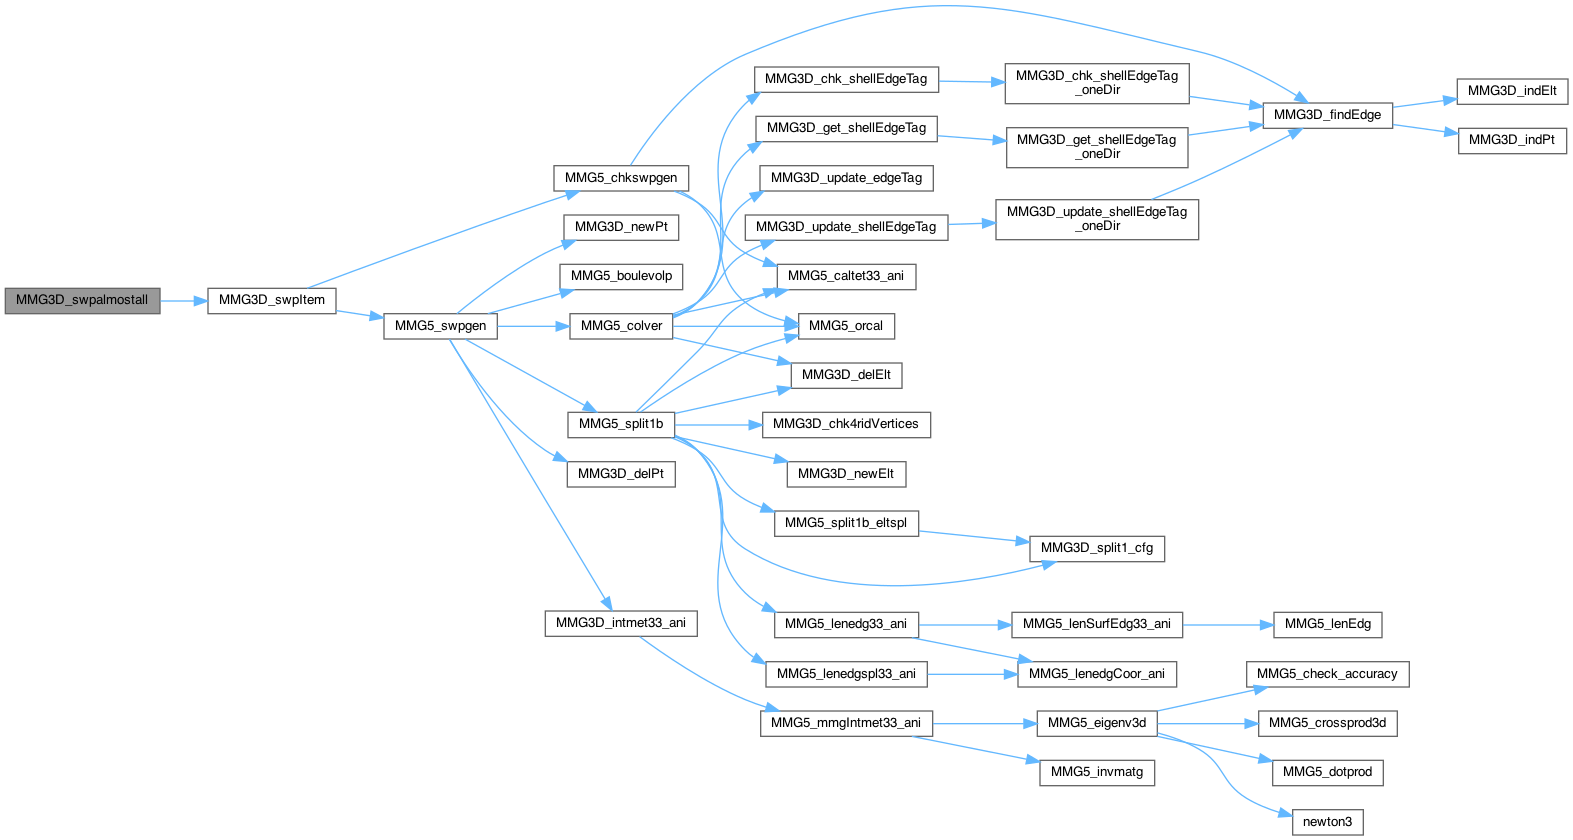 MMG3D_swpalmostall
MMG3D_swpItem
MMG5_chkswpgen
MMG5_swpgen
MMG3D_newPt
MMG5_boulevolp
MMG5_colver
MMG5_split1b
MMG3D_delPt
MMG3D_intmet33_ani
MMG3D_chk_shellEdgeTag
MMG3D_get_shellEdgeTag
MMG3D_update_edgeTag
MMG3D_update_shellEdgeTag
MMG5_caltet33_ani
MMG5_orcal
MMG3D_delElt
MMG3D_chk4ridVertices
MMG3D_newElt
MMG5_split1b_eltspl
MMG5_lenedg33_ani
MMG5_lenedgspl33_ani
MMG5_mmgIntmet33_ani
MMG3D_chk_shellEdgeTag
_oneDir
MMG3D_get_shellEdgeTag
_oneDir
MMG3D_update_shellEdgeTag
_oneDir
MMG3D_split1_cfg
MMG5_lenSurfEdg33_ani
MMG5_lenedgCoor_ani
MMG5_eigenv3d
MMG5_invmatg
MMG3D_findEdge
MMG5_lenEdg
MMG5_check_accuracy
MMG5_crossprod3d
MMG5_dotprod
newton3
MMG3D_indElt
MMG3D_indPt